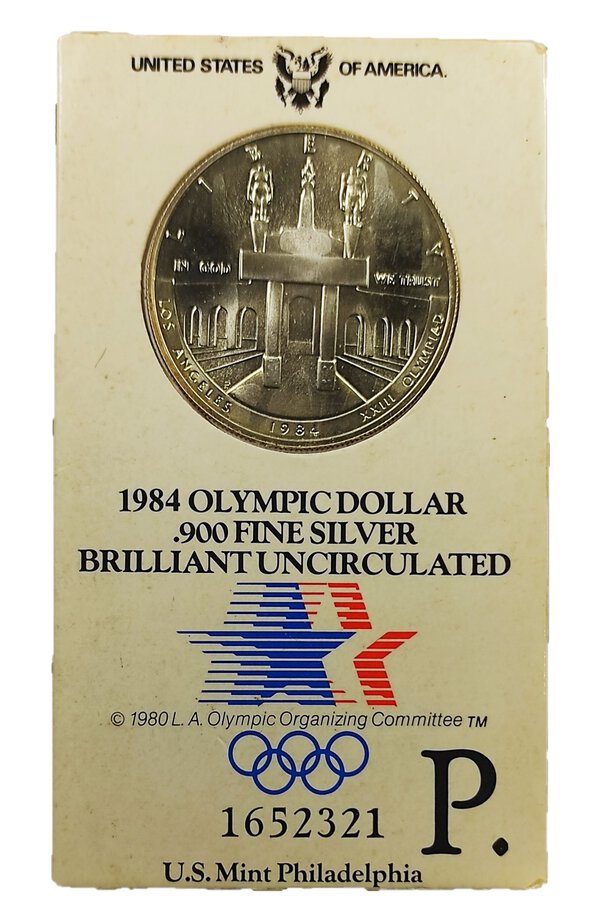 UNITED STATES OF AMERICA.
LIBERTY
IN GOD WE TRUST
LOS ANGELES XXIII OLYMPIAD
P
1984
1984 OLYMPIC DOLLAR
.900 FINE SILVER
BRILLIANT UNCIRCULATED
© 1980 L.A. Olympic Organizing Committee TM
1652321 P.
U.S. Mint Philadelphia